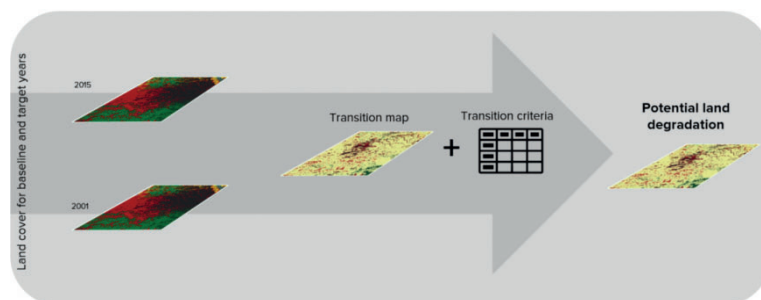 Land cover for baseline and target years
2015
2001
Transition map
+
Transition criteria
Potential land
degradation